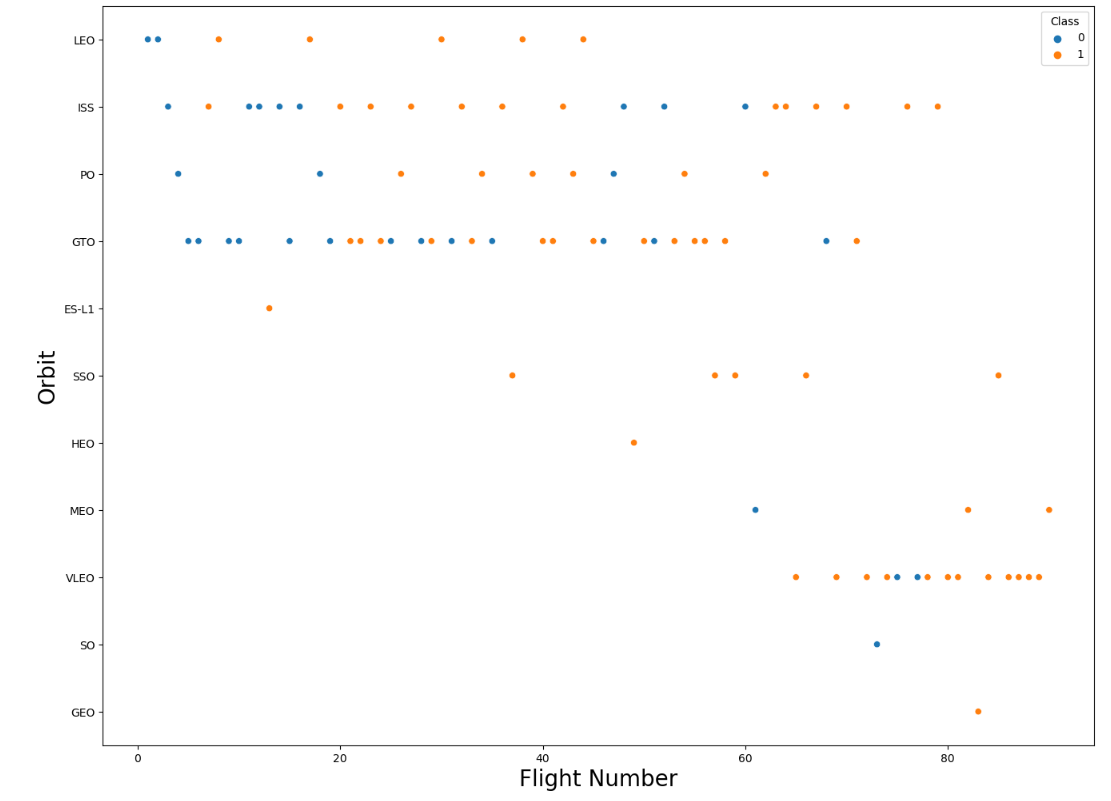 Class
0
1
LEO
ISS
PO
GTO
ES-L1
SSO
HEO
MEO
VLEO
SO
GEO
Orbit
0 20 40 60 80
Flight Number